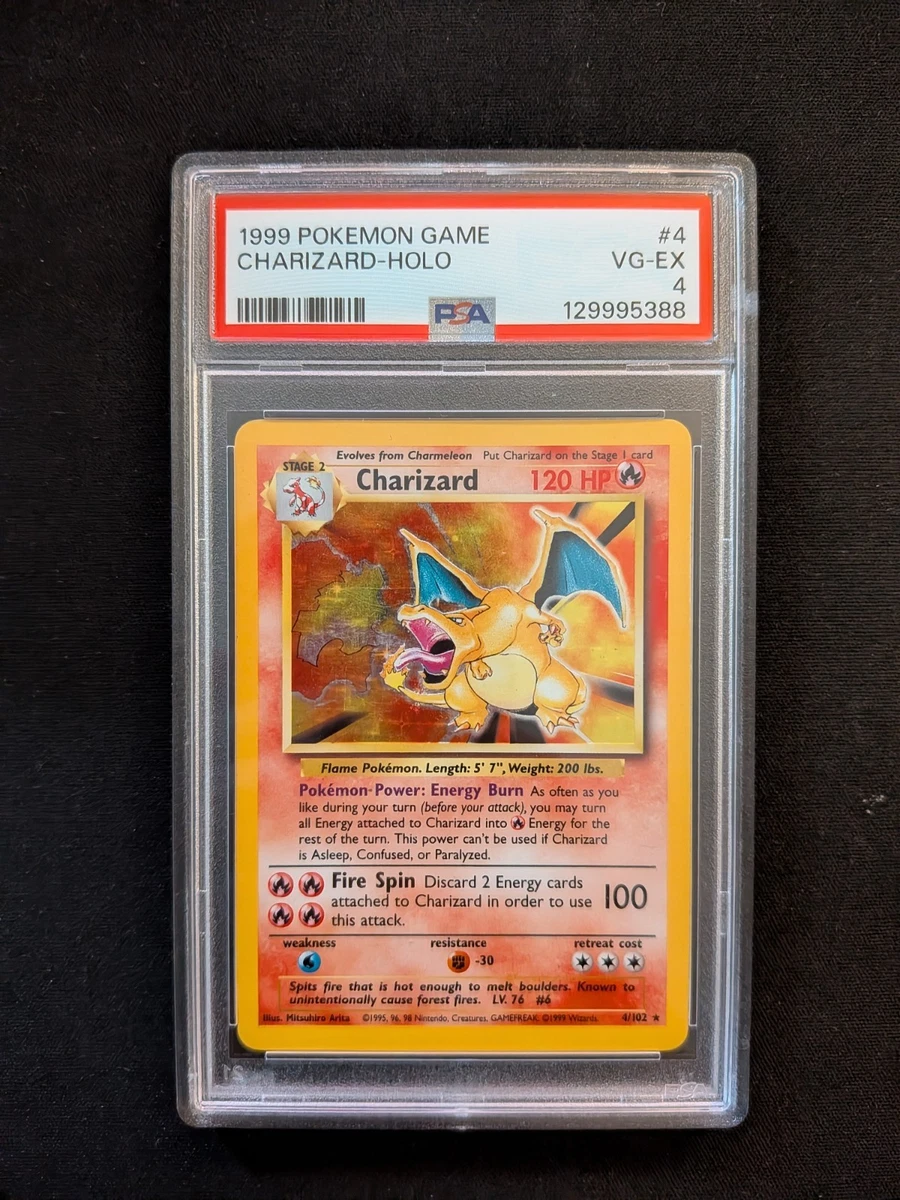 1999 POKEMON GAME #4
CHARIZARD-HOLO VG-EX
4
PSA 129995388
Evolves from Charmeleon Put Charizard on the Stage 1 card
STAGE 2
Charizard 120 HP
Flame Pokémon. Length: 5' 7", Weight: 200 lbs.
Pokémon Power: Energy Burn As often as you
like during your turn (before your attack), you may turn
all Energy attached to Charizard into Energy for the
rest of the turn. This power can't be used if Charizard
is Asleep, Confused, or Paralyzed.
Fire Spin Discard 2 Energy cards
attached to Charizard in order to use 100
this attack.
weakness resistance retreat cost
-30
Spits fire that is hot enough to melt boulders. Known to
unintentionally cause forest fires. LV. 76 #6
Illus. Mitsuhiro Arita ©1995, 96, 98 Nintendo, Creatures, GAMEFREAK. ©1999 Wizards. 4/102 ★